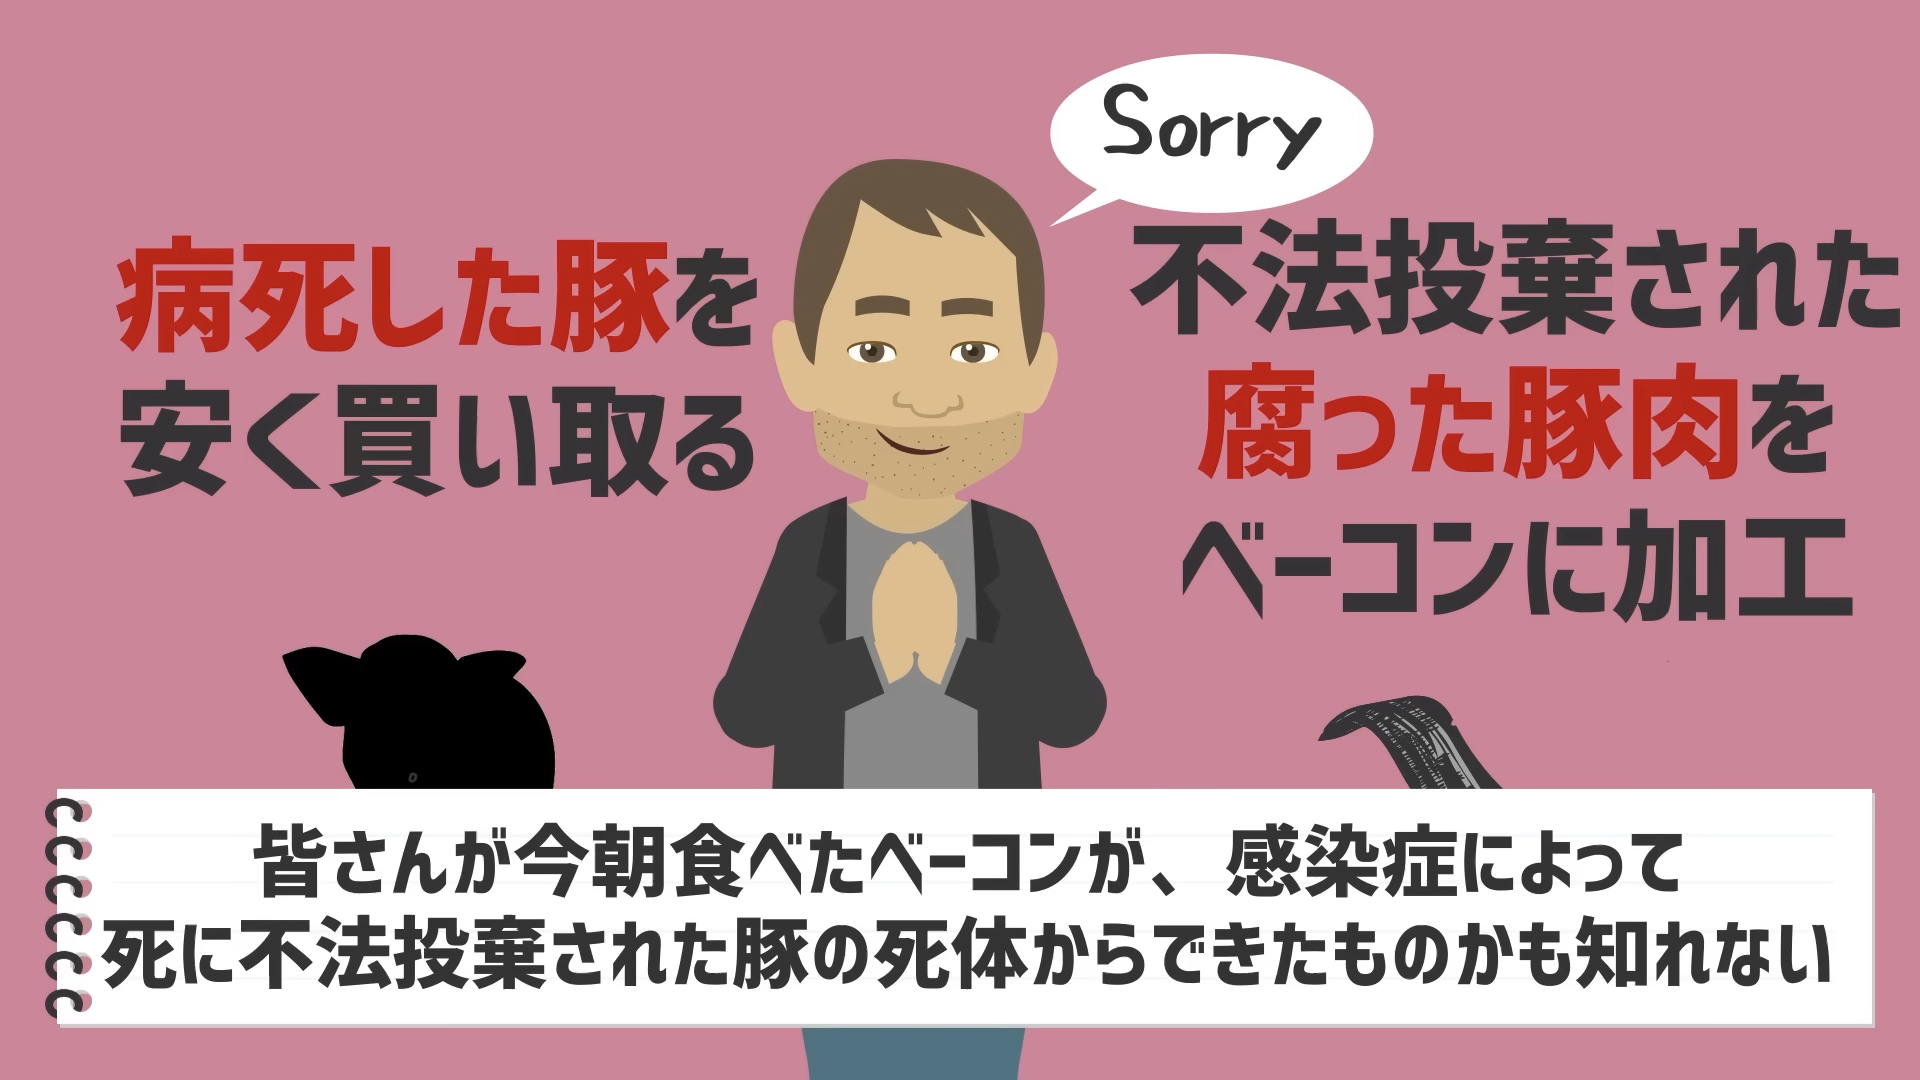 Sorry
病死した豚を
安く買い取る
不法投棄された
腐った豚肉を
ベーコンに加工
皆さんが今朝食べたベーコンが、感染症によって
死に不法投棄された豚の死体からできたものかも知れない